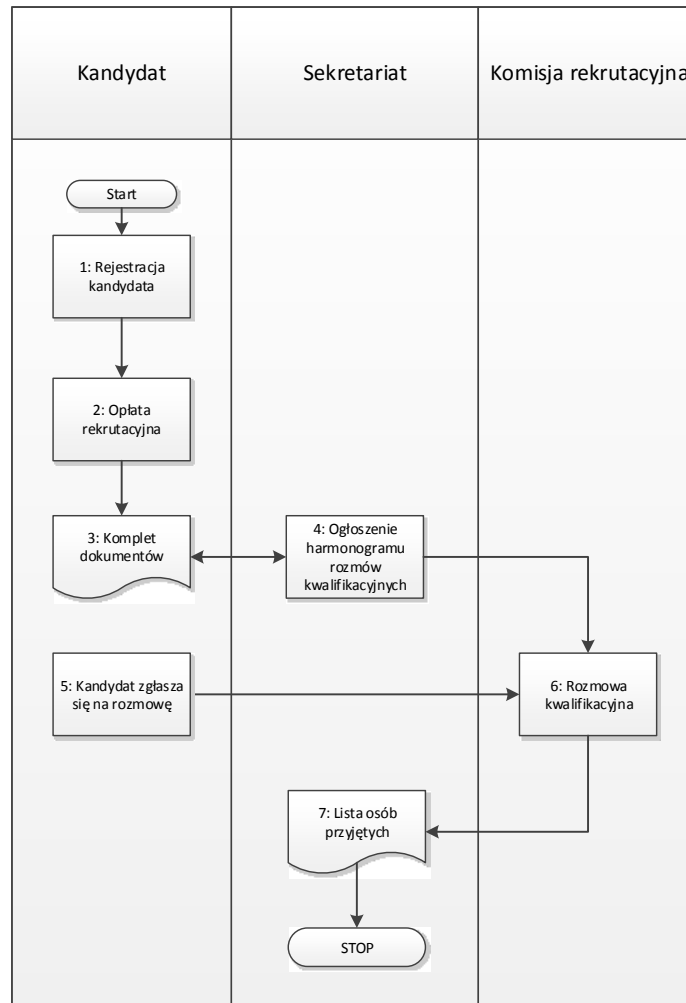 Kandydat
Sekretariat
Komisja rekrutacyjna
Start
1: Rejestracja
kandydata
2: Opłata
rekrutacyjna
3: Komplet
dokumentów
4: Ogłoszenie
harmonogramu
rozmów
kwalifikacyjnych
5: Kandydat zgłasza
się na rozmowę
6: Rozmowa
kwalifikacyjna
7: Lista osób
przyjętych
STOP